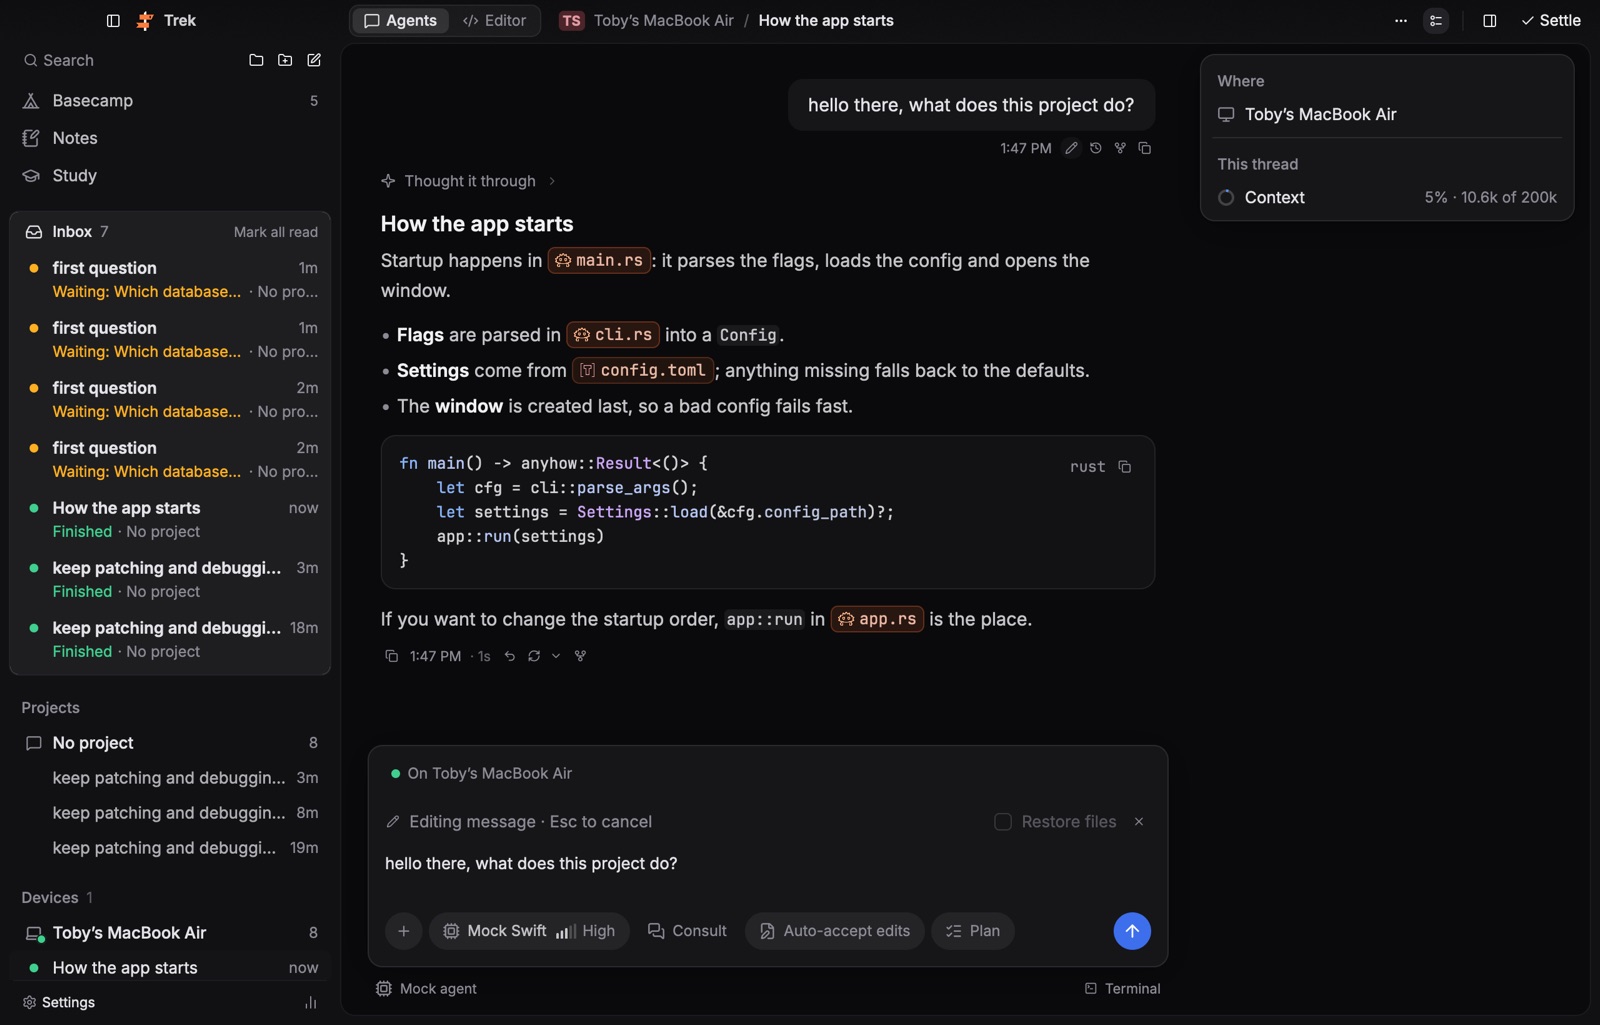 Trek
Agents
Editor
TS
Toby's MacBook Air / How the app starts
Settle
Search
Basecamp 5
Notes
Study
Inbox 7 Mark all read
first question 1m
Waiting: Which database... · No pro...
first question 1m
Waiting: Which database... · No pro...
first question 2m
Waiting: Which database... · No pro...
first question 2m
Waiting: Which database... · No pro...
How the app starts now
Finished · No project
keep patching and debuggi... 3m
Finished · No project
keep patching and debuggi... 18m
Finished · No project
Projects
No project 8
keep patching and debuggin... 3m
keep patching and debuggin... 8m
keep patching and debuggi... 19m
Devices 1
Toby's MacBook Air 8
How the app starts now
Settings
hello there, what does this project do?
1:47 PM
Thought it through
How the app starts
Startup happens in main.rs: it parses the flags, loads the config and opens the
window.
• Flags are parsed in cli.rs into a Config.
• Settings come from config.toml; anything missing falls back to the defaults.
• The window is created last, so a bad config fails fast.
rust
fn main() -> anyhow::Result<()> {
    let cfg = cli::parse_args();
    let settings = Settings::load(&cfg.config_path)?;
    app::run(settings)
}
If you want to change the startup order, app::run in app.rs is the place.
1:47 PM · 1s
On Toby's MacBook Air
Editing message · Esc to cancel
Restore files
hello there, what does this project do?
Mock Swift High
Consult
Auto-accept edits
Plan
Mock agent
Terminal
Where
Toby's MacBook Air
This thread
Context 5% · 10.6k of 200k